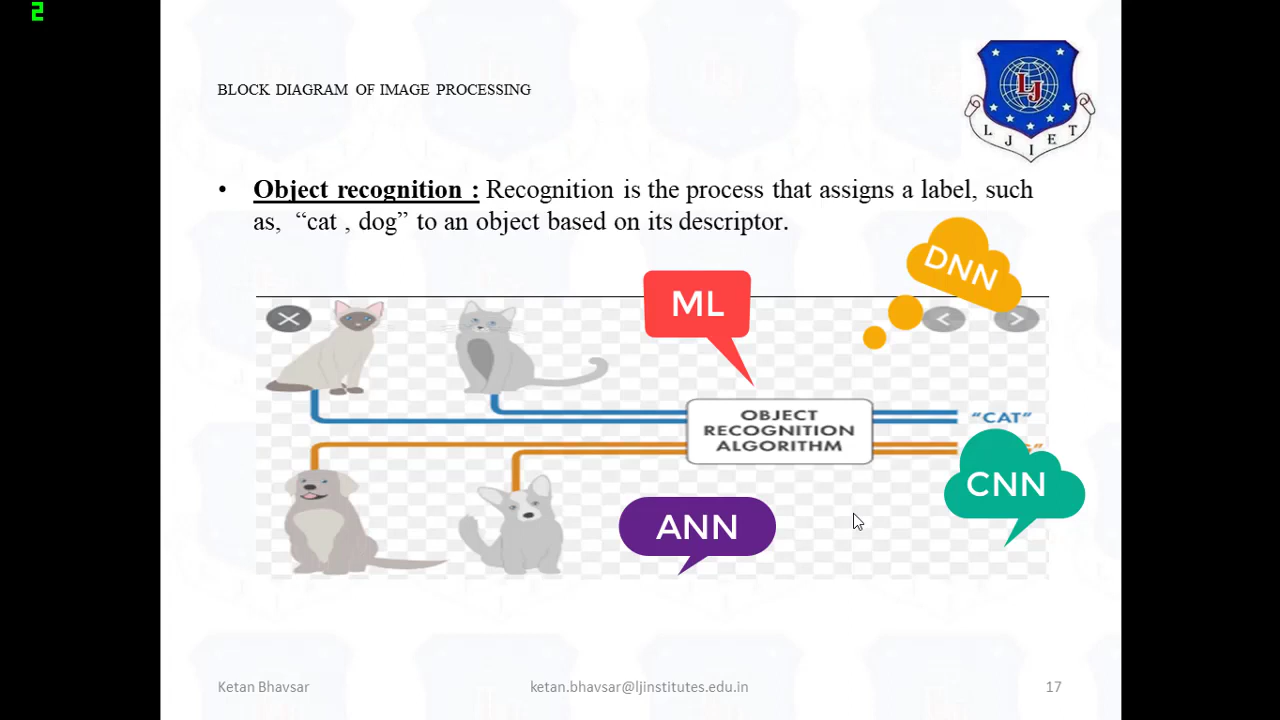 2
BLOCK DIAGRAM OF IMAGE PROCESSING
LJ
L J I E T
• Object recognition : Recognition is the process that assigns a label, such
as, “cat , dog” to an object based on its descriptor.
DNN
ML
OBJECT
RECOGNITION
ALGORITHM
“CAT”
CNN
ANN
Ketan Bhavsar
ketan.bhavsar@ljinstitutes.edu.in
17